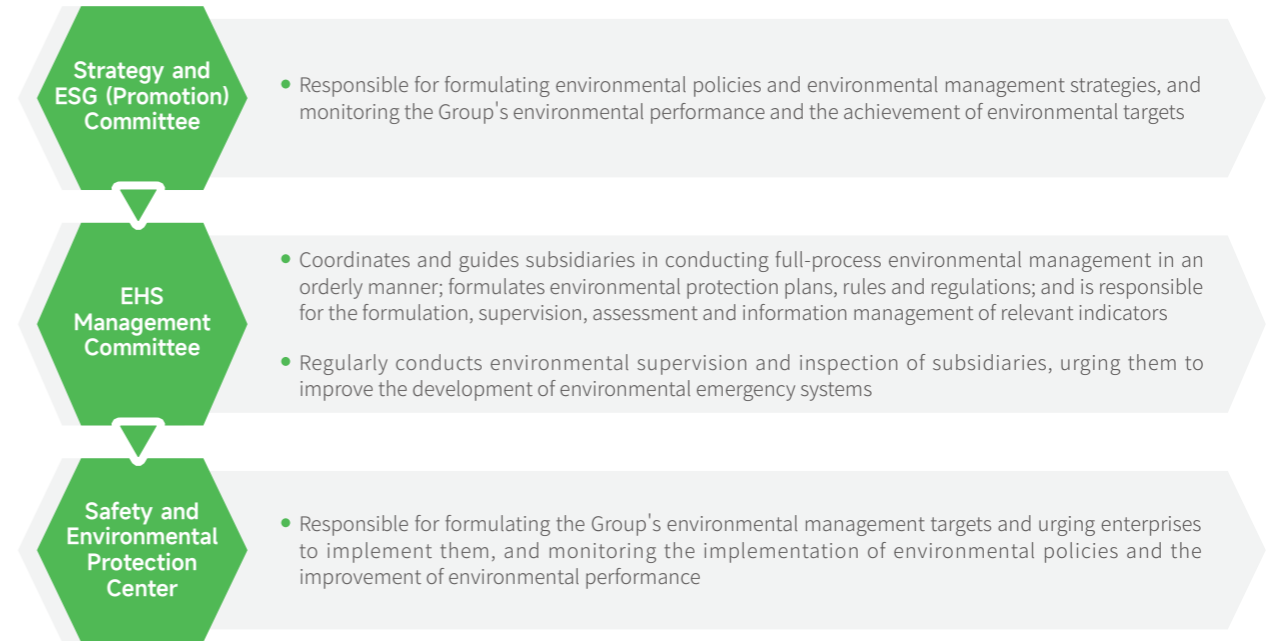 Strategy and
ESG (Promotion)
Committee
• Responsible for formulating environmental policies and environmental management strategies, and
monitoring the Group's environmental performance and the achievement of environmental targets
EHS
Management
Committee
• Coordinates and guides subsidiaries in conducting full-process environmental management in an
orderly manner; formulates environmental protection plans, rules and regulations; and is responsible
for the formulation, supervision, assessment and information management of relevant indicators
• Regularly conducts environmental supervision and inspection of subsidiaries, urging them to
improve the development of environmental emergency systems
Safety and
Environmental
Protection
Center
• Responsible for formulating the Group's environmental management targets and urging enterprises
to implement them, and monitoring the implementation of environmental policies and the
improvement of environmental performance